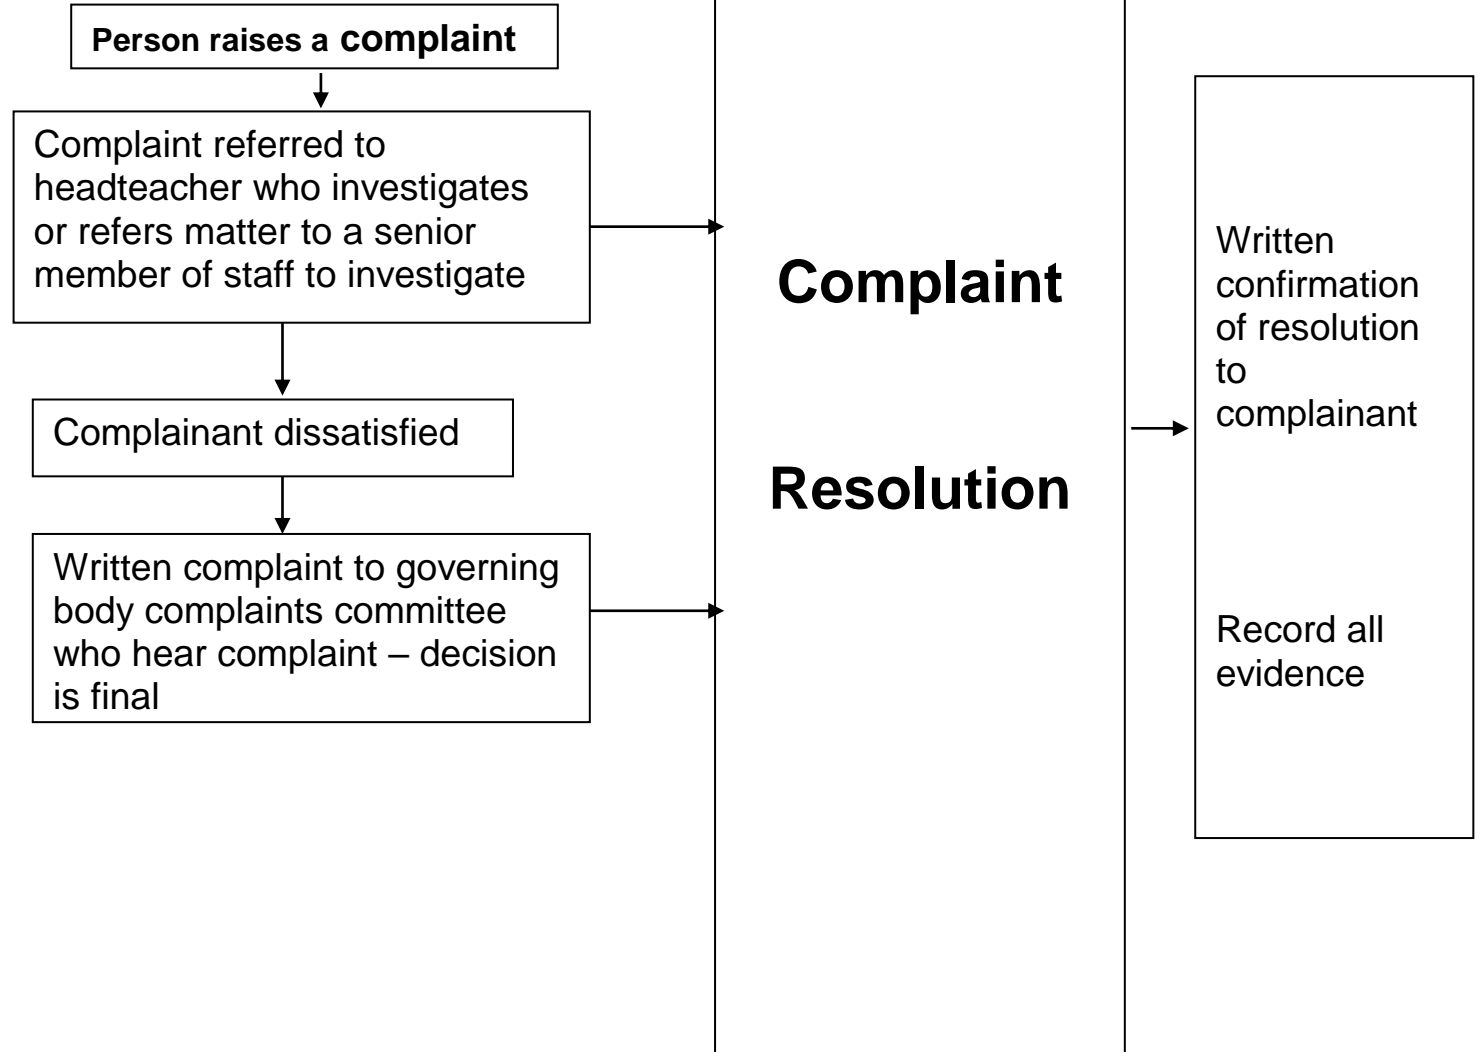 Person raises a complaint
Complaint referred to
headteacher who investigates
or refers matter to a senior
member of staff to investigate
Complainant dissatisfied
Written complaint to governing
body complaints committee
who hear complaint – decision
is final
Complaint
Resolution
Written
confirmation
of resolution
to
complainant
Record all
evidence